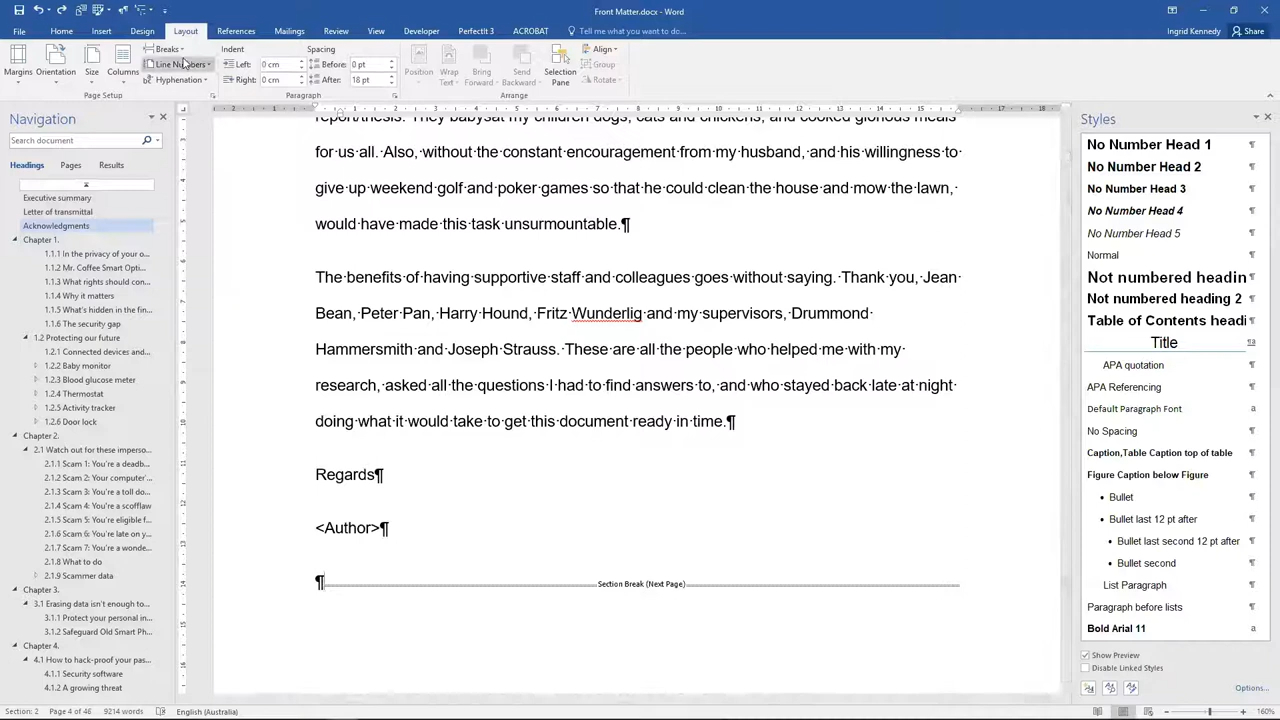 Front Matter.docx - Word
Ingrid Kennedy
Share
File
Home
Insert
Design
Layout
References
Mailings
Review
View
Developer
PerfectIt 3
ACROBAT
Tell me what you want to do...
Margins
Orientation
Size
Columns
Breaks
Line Numbers
Hyphenation
Page Setup
Indent
Left: 0 cm
Right: 0 cm
Spacing
Before: 0 pt
After: 18 pt
Paragraph
Position
Wrap Text
Bring Forward
Send Backward
Selection Pane
Align
Group
Rotate
Arrange
Navigation
Search document
Headings
Pages
Results
Executive summary
Letter of transmittal
Acknowledgments
Chapter 1.
1.1.1 In the privacy of your o...
1.1.2 Mr. Coffee Smart Opti...
1.1.3 What rights should con...
1.1.4 Why it matters
1.1.5 What's hidden in the fin...
1.1.6 The security gap
1.2 Protecting our future
1.2.1 Connected devices and...
1.2.2 Baby monitor
1.2.3 Blood glucose meter
1.2.4 Thermostat
1.2.5 Activity tracker
1.2.6 Door lock
Chapter 2.
2.1 Watch out for these imperso...
2.1.1 Scam 1: You're a deadb...
2.1.2 Scam 2: Your computer'...
2.1.3 Scam 3: You're a toll do...
2.1.4 Scam 4: You're a scofflaw
2.1.5 Scam 5: You're eligible f...
2.1.6 Scam 6: You're late on y...
2.1.7 Scam 7: You're a wonde...
2.1.8 What to do
2.1.9 Scammer data
Chapter 3.
3.1 Erasing data isn't enough to...
3.1.1 Protect your personal in...
3.1.2 Safeguard Old Smart Ph...
Chapter 4.
4.1 How to hack-proof your pas...
4.1.1 Security software
4.1.2 A growing threat
report/thesis. They babysat my children dogs, cats and chickens, and cooked glorious meals
for us all. Also, without the constant encouragement from my husband, and his willingness to
give up weekend golf and poker games so that he could clean the house and mow the lawn,
would have made this task unsurmountable.¶
The benefits of having supportive staff and colleagues goes without saying. Thank you, Jean
Bean, Peter Pan, Harry Hound, Fritz Wunderlig and my supervisors, Drummond
Hammersmith and Joseph Strauss. These are all the people who helped me with my
research, asked all the questions I had to find answers to, and who stayed back late at night
doing what it would take to get this document ready in time.¶
Regards¶
<Author>¶
¶ Section Break (Next Page)
Styles
No Number Head 1
No Number Head 2
No Number Head 3
No Number Head 4
No Number Head 5
Normal
Not numbered headin
Not numbered heading 2
Table of Contents headi
Title
APA quotation
APA Referencing
Default Paragraph Font
No Spacing
Caption,Table Caption top of table
Figure Caption below Figure
• Bullet
• Bullet last 12 pt after
• Bullet last second 12 pt after
• Bullet second
List Paragraph
Paragraph before lists
Bold Arial 11
Show Preview
Disable Linked Styles
Options...
Section: 2
Page 4 of 46
9214 words
English (Australia)
160%